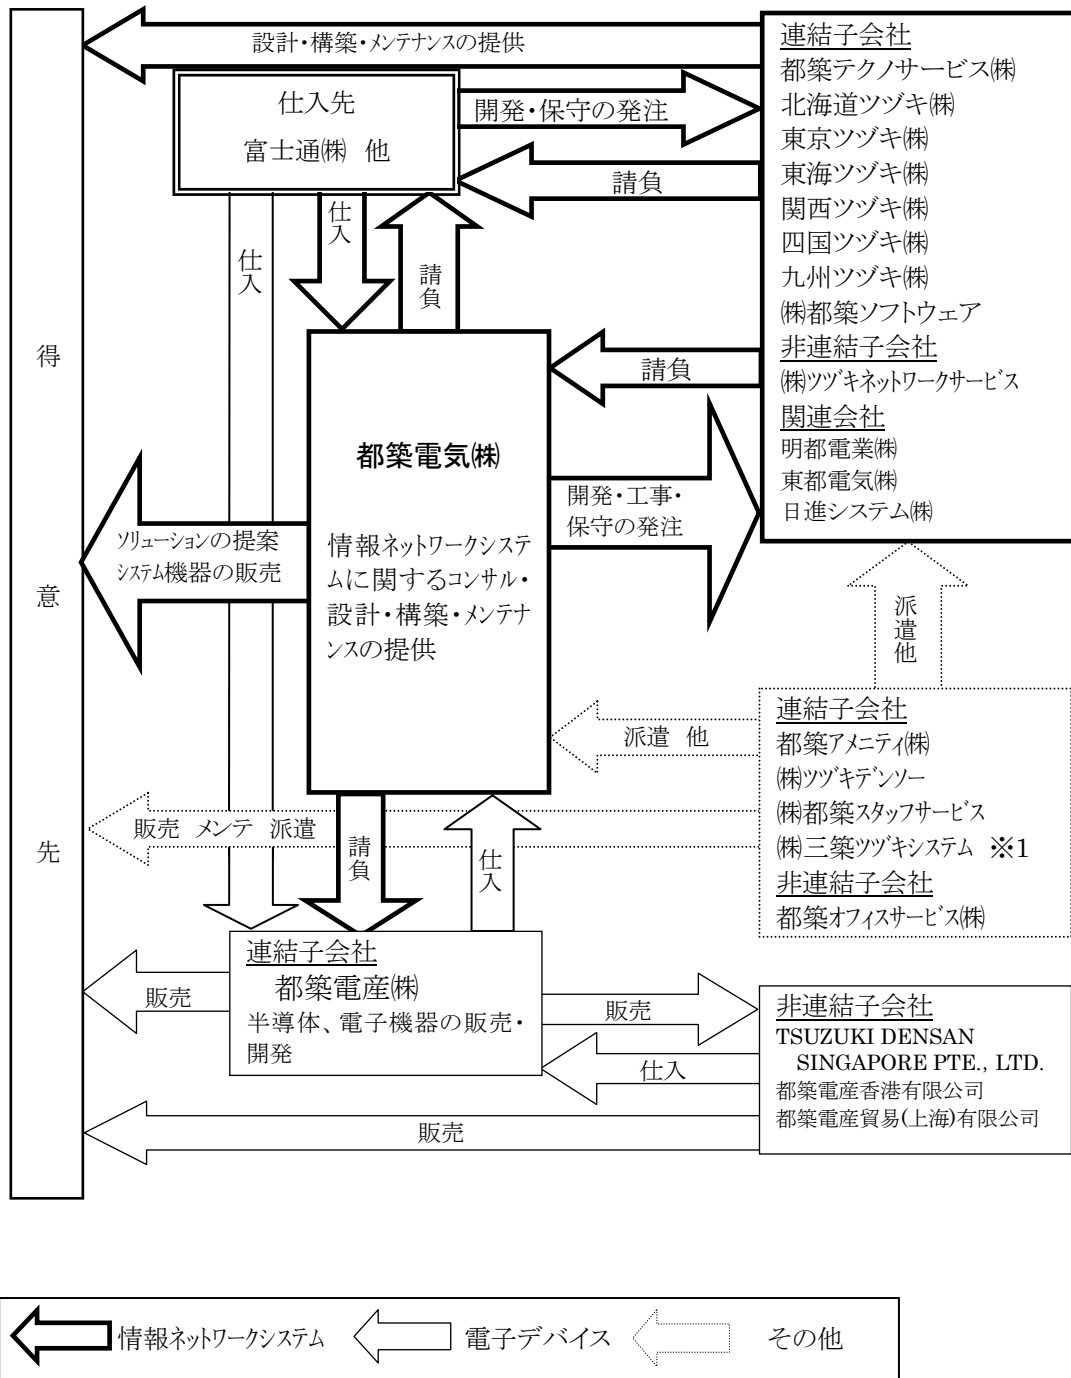 設計・構築・メンテナンスの提供
仕入先
富士通㈱ 他
開発・保守の発注
請負
連結子会社
都築テクノサービス㈱
北海道ツヅキ㈱
東京ツヅキ㈱
東海ツヅキ㈱
関西ツヅキ㈱
四国ツヅキ㈱
九州ツヅキ㈱
㈱都築ソフトウェア
非連結子会社
㈱ツヅキネットワークサービス
関連会社
明都電業㈱
東都電気㈱
日進システム㈱
仕入
仕入
請負
請負
得意先
都築電気㈱
情報ネットワークシステ
ムに関するコンサル・
設計・構築・メンテナ
ンスの提供
開発・工事・
保守の発注
ソリューションの提案
システム機器の販売
派遣他
派遣 他
連結子会社
都築アメニティ㈱
㈱ツヅキデンソー
㈱都築スタッフサービス
㈱三築ツヅキシステム ※1
非連結子会社
都築オフィスサービス㈱
販売 メンテ 派遣
請負
仕入
連結子会社
都築電産㈱
半導体、電子機器の販売・
開発
販売
販売
仕入
販売
非連結子会社
TSUZUKI DENSAN
SINGAPORE PTE., LTD.
都築電産香港有限公司
都築電産貿易(上海)有限公司
情報ネットワークシステム
電子デバイス
その他